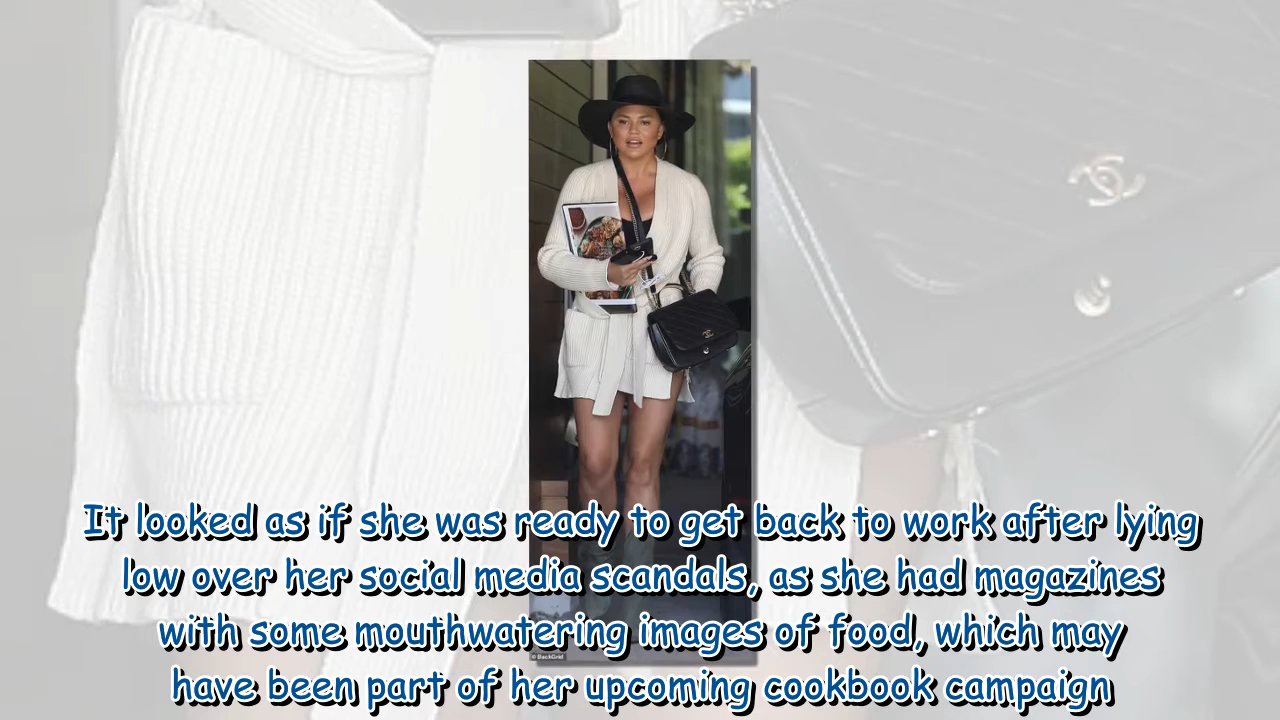 It looked as if she was ready to get back to work after lying
low over her social media scandals, as she had magazines
with some mouthwatering images of food, which may
have been part of her upcoming cookbook campaign
© BackGrid